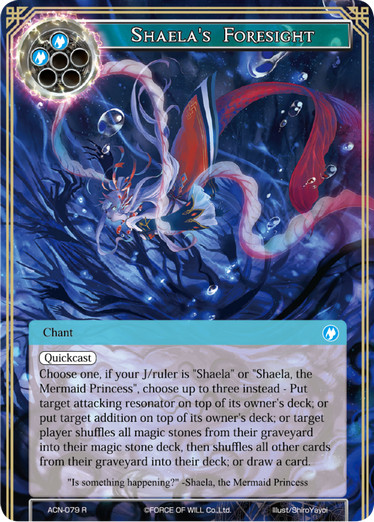 Shaela's Foresight
Chant
Quickcast
Choose one, if your J/ruler is "Shaela" or "Shaela, the
Mermaid Princess", choose up to three instead - Put
target attacking resonator on top of its owner's deck; or
put target addition on top of its owner's deck; or target
player shuffles all magic stones from their graveyard
into their magic stone deck, then shuffles all other cards
from their graveyard into their deck; or draw a card.
"Is something happening?" -Shaela, the Mermaid Princess
ACN-079 R ©FORCE OF WILL Co.,Ltd. Illust/ShiroYayoi